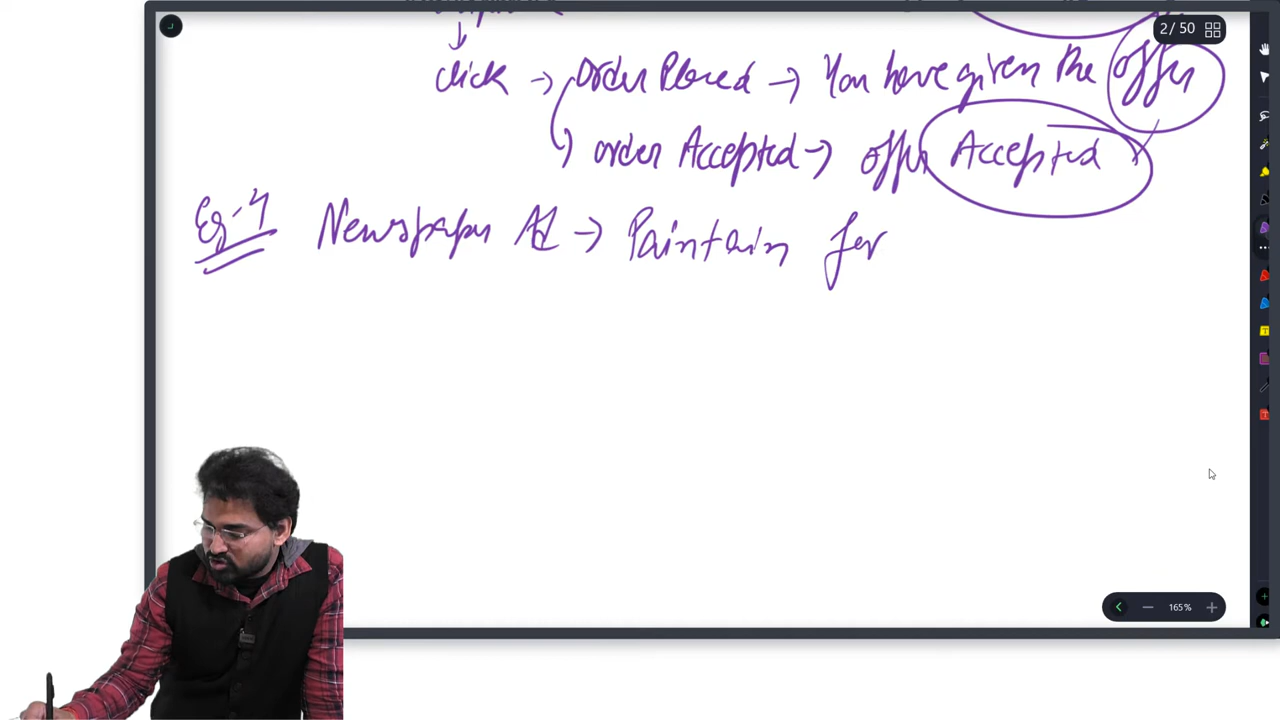 2/ 50
click → order Placed → You have given the offer
↳ order Accepted → offer Accepted
Eg-4 Newspaper Ad → Paintain for
165%